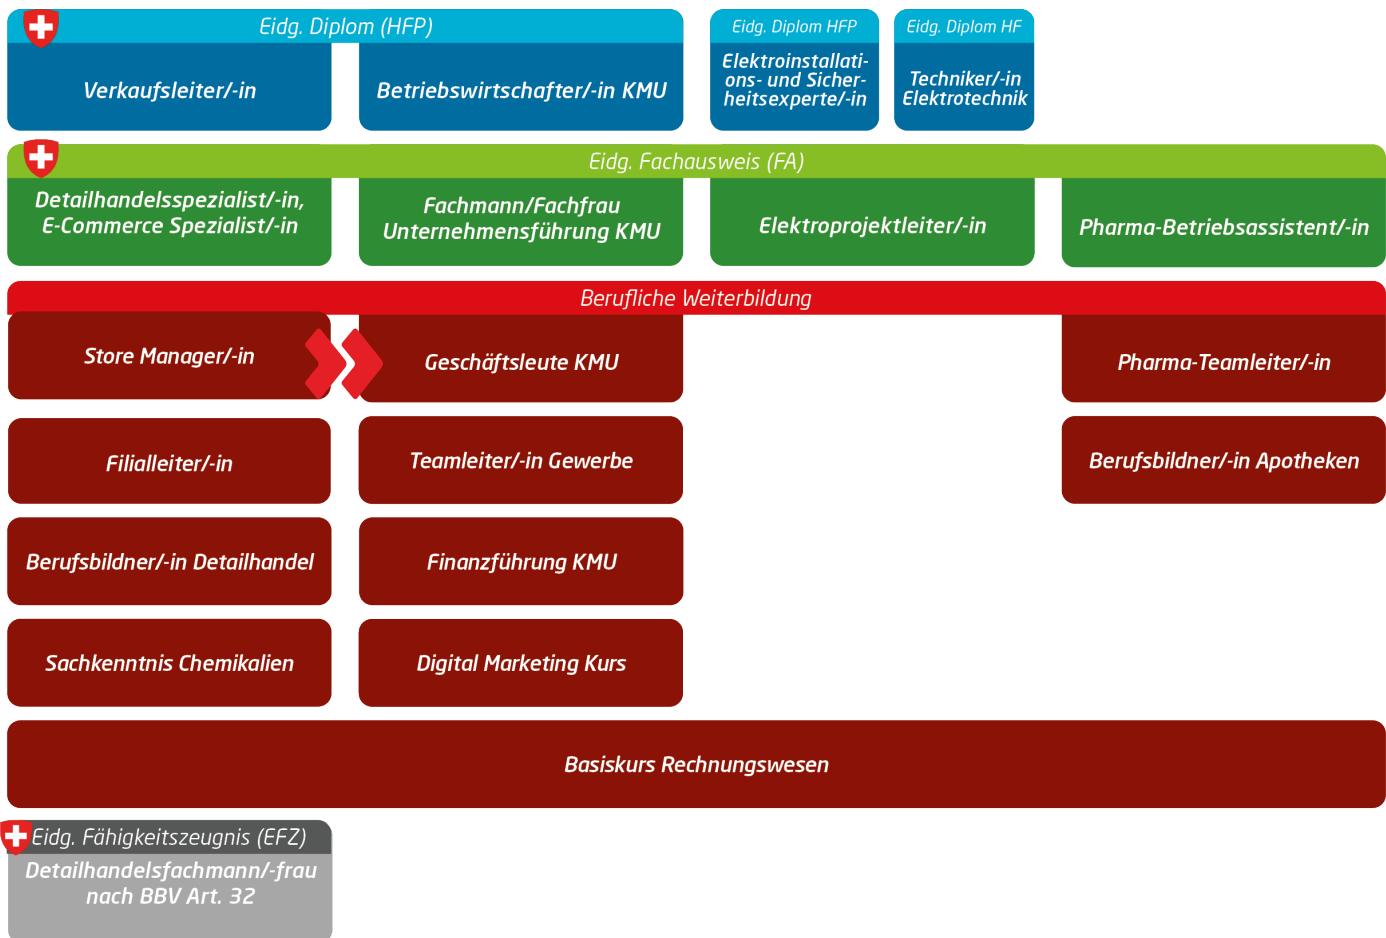 Eidg. Diplom (HFP)
Eidg. Diplom HFP
Eidg. Diplom HF
Verkaufsleiter/-in
Betriebswirtschafter/-in KMU
Elektroinstallati-
ons- und Sicher-
heitsexperte/-in
Techniker/-in
Elektrotechnik
Eidg. Fachausweis (FA)
Detailhandelsspezialist/-in,
E-Commerce Spezialist/-in
Fachmann/Fachfrau
Unternehmensführung KMU
Elektroprojektleiter/-in
Pharma-Betriebsassistent/-in
Berufliche Weiterbildung
Store Manager/-in
Geschäftsleute KMU
Pharma-Teamleiter/-in
Filialleiter/-in
Teamleiter/-in Gewerbe
Berufsbildner/-in Apotheken
Berufsbildner/-in Detailhandel
Finanzführung KMU
Sachkenntnis Chemikalien
Digital Marketing Kurs
Basiskurs Rechnungswesen
Eidg. Fähigkeitszeugnis (EFZ)
Detailhandelsfachmann/-frau
nach BBV Art. 32